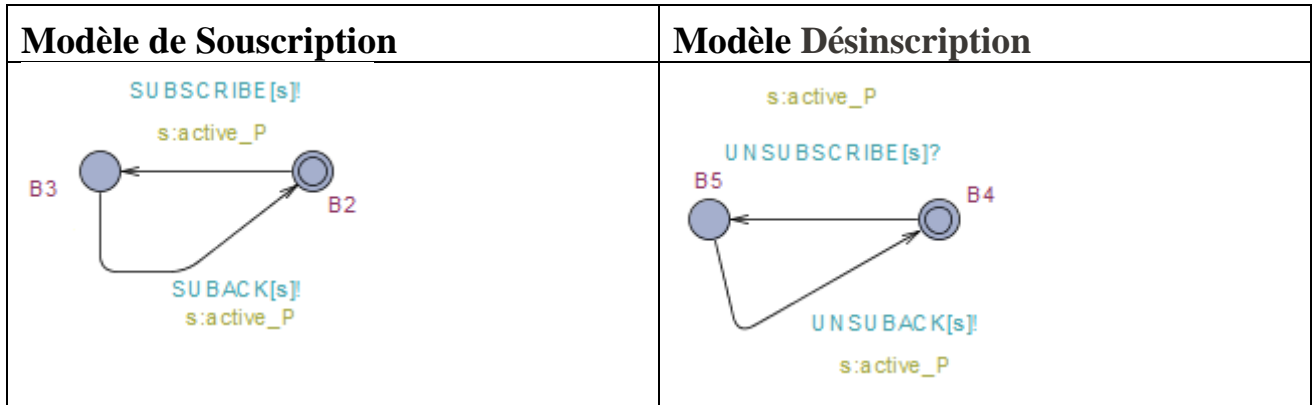 Modèle de Souscription
SUBSCRIBE[s]!
s:active_P
B3
B2
SUBACK[s]!
s:active_P
Modèle Désinscription
s:active_P
UNSUBSCRIBE[s]?
B5
B4
UNSUBACK[s]!
s:active_P